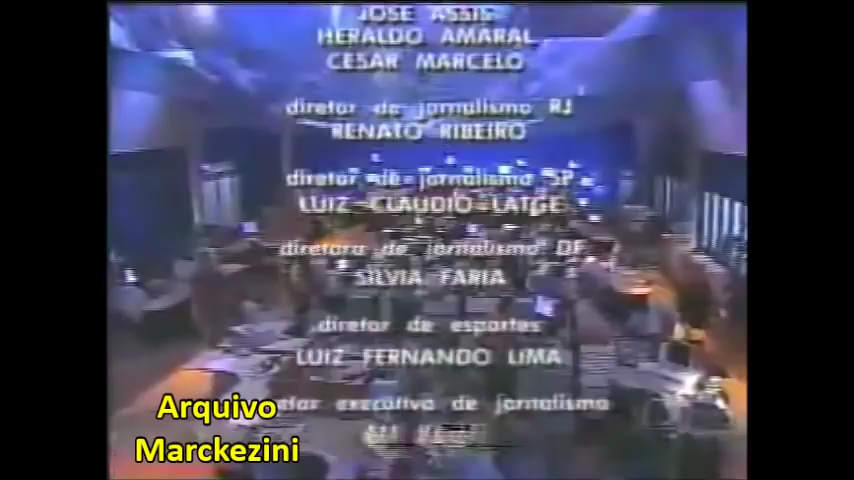 JOSÉ ASSIS
HERALDO AMARAL
CESAR MARCELO
diretor de jornalismo RJ
RENATO RIBEIRO
diretor de jornalismo SP
LUIZ CLAUDIO LATGE
diretora de jornalismo DF
SILVIA FARIA
diretor de esportes
LUIZ FERNANDO LIMA
executivo de jornalismo
Arquivo
Marckezini